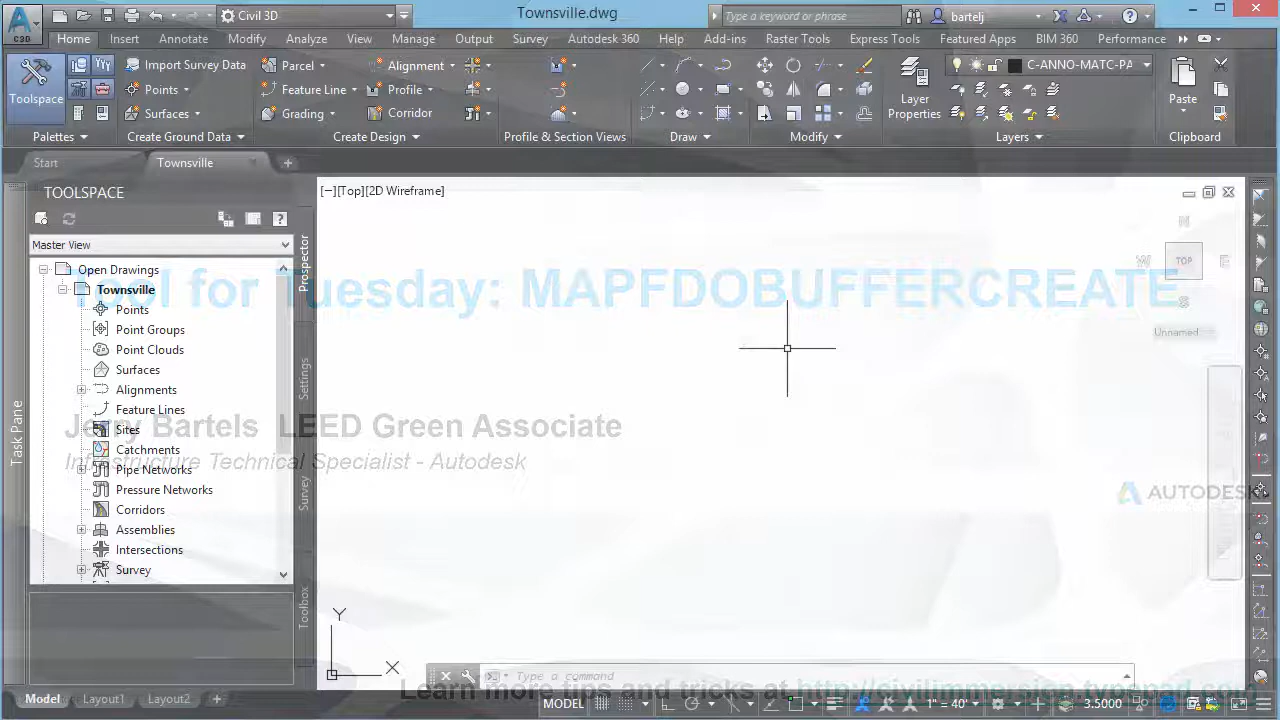 Civil 3D
Townsville.dwg
Type a keyword or phrase
bartelj
C3D
Home Insert Annotate Modify Analyze View Manage Output Survey Autodesk 360 Help Add-ins Raster Tools Express Tools Featured Apps BIM 360 Performance
Toolspace
Import Survey Data
Points
Surfaces
Parcel
Feature Line
Grading
Alignment
Profile
Corridor
Layer Properties
C-ANNO-MATC-PA
Paste
Palettes Create Ground Data Create Design Profile & Section Views Draw Modify Layers Clipboard
Start Townsville
TOOLSPACE
[−][Top][2D Wireframe]
Master View
Open Drawings
Townsville
Points
Point Groups
Point Clouds
Surfaces
Alignments
Feature Lines
Sites
Catchments
Pipe Networks
Pressure Networks
Corridors
Assemblies
Intersections
Survey
Prospector
Settings
Survey
Toolbox
Task Pane
Tool for Tuesday: MAPFDOBUFFERCREATE
Jerry Bartels LEED Green Associate
Infrastructure Technical Specialist - Autodesk
N
W TOP E
S
Unnamed
AUTODESK
Y
X
Type a command
Learn more tips and tricks at
Model Layout1 Layout2
MODEL
1" = 40'
3.5000